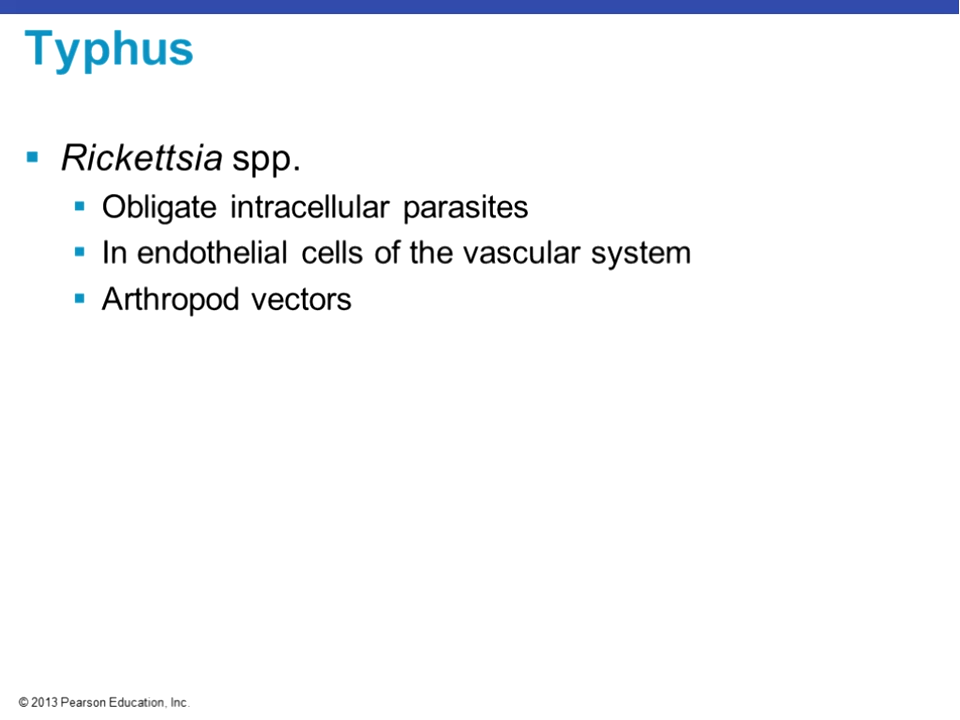 Typhus
Rickettsia spp.
Obligate intracellular parasites
In endothelial cells of the vascular system
Arthropod vectors
© 2013 Pearson Education, Inc.